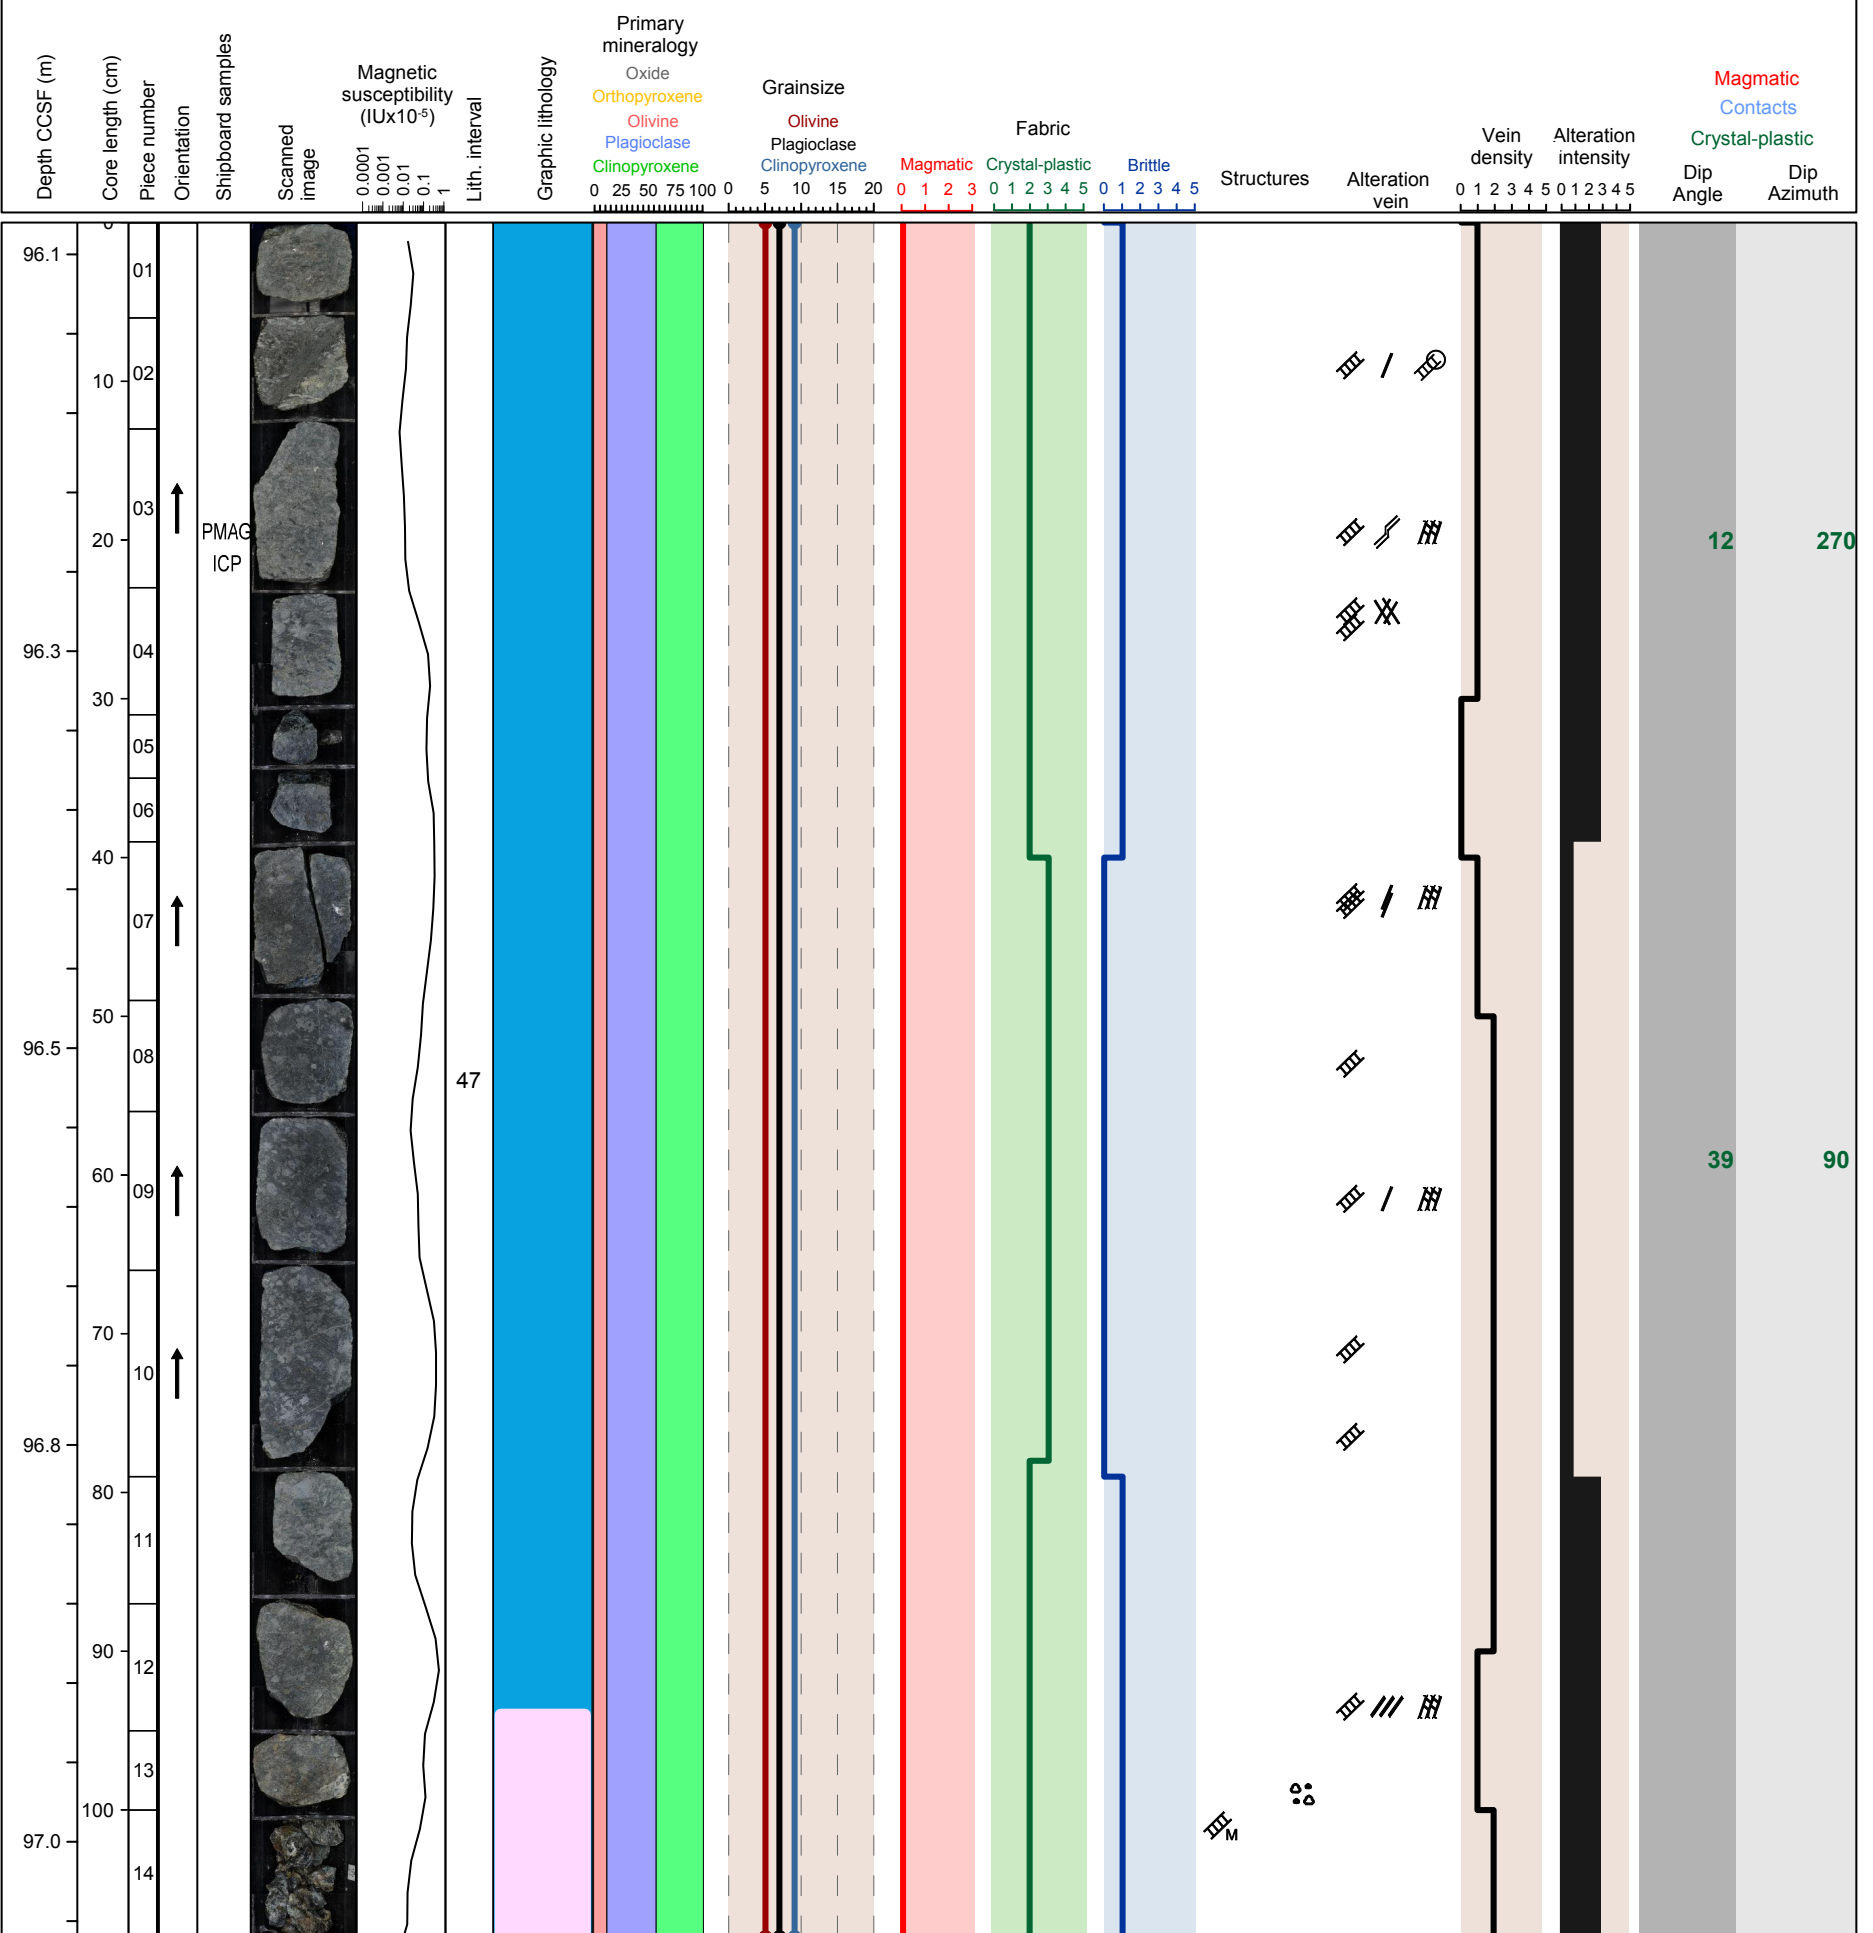 Depth CCSF (m)
Core length (cm)
Piece number
Orientation
Shipboard samples
Scanned
image
Magnetic
susceptibility
(IUx10-5)
0.0001
0.001
0.01
0.1
1
Lith. interval
Graphic lithology
Primary
mineralogy
Oxide
Orthopyroxene
Olivine
Plagioclase
Clinopyroxene
0 25 50 75 100
Grainsize
Olivine
Plagioclase
Clinopyroxene
0 5 10 15 20
Fabric
Magmatic
0 1 2 3
Crystal-plastic
0 1 2 3 4 5
Brittle
0 1 2 3 4 5
Structures
Alteration
vein
Vein
density
0 1 2 3 4 5
Alteration
intensity
0 1 2 3 4 5
Magmatic
Contacts
Crystal-plastic
Dip
Angle
Dip
Azimuth
0
96.1
01
10
02
03
20
PMAG
ICP
12
270
96.3
04
30
05
06
40
07
50
96.5
08
47
39
90
60
09
70
10
96.8
80
11
90
12
13
100
M
97.0
14